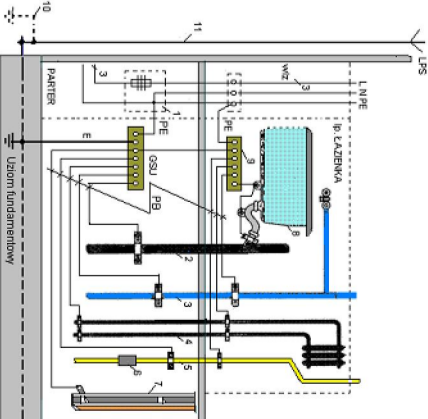 LPS
11
10
L N PE
wlz
3
3
PARTER
Ip. ŁAZIENKA
1
PE
PE
9
8
E
GSU
PB
2
3
4
5
6
7
Uziom fundamentowy